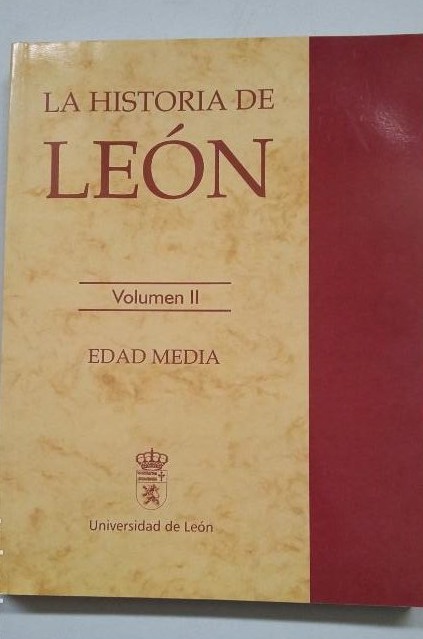 LA HISTORIA DE
LEÓN
Volumen II
EDAD MEDIA
Universidad de León